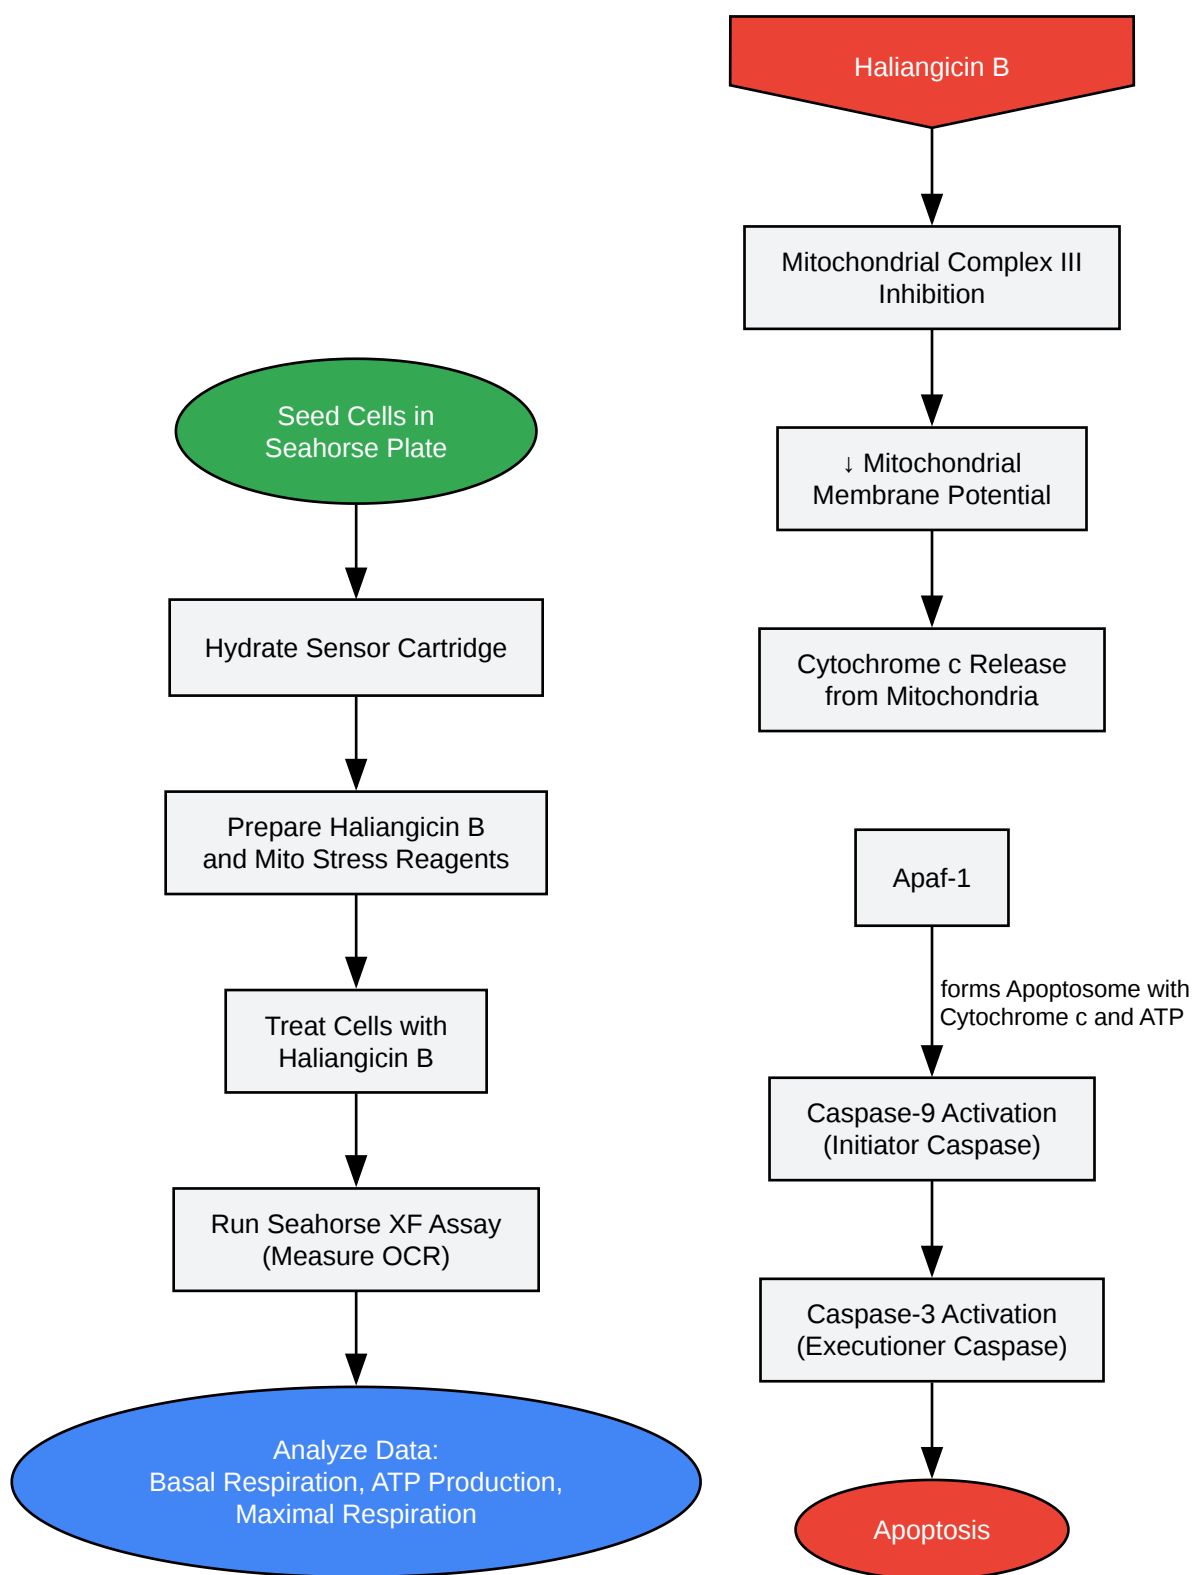 Seed Cells in
Seahorse Plate
Hydrate Sensor Cartridge
Prepare Haliangicin B
and Mito Stress Reagents
Treat Cells with
Haliangicin B
Run Seahorse XF Assay
(Measure OCR)
Analyze Data:
Basal Respiration, ATP Production,
Maximal Respiration
Haliangicin B
Mitochondrial Complex III
Inhibition
↓ Mitochondrial
Membrane Potential
Cytochrome c Release
from Mitochondria
Apaf-1
forms Apoptosome with
Cytochrome c and ATP
Caspase-9 Activation
(Initiator Caspase)
Caspase-3 Activation
(Executioner Caspase)
Apoptosis